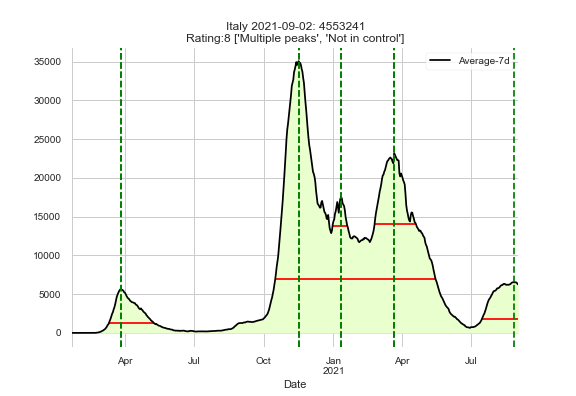 Italy 2021-09-02: 4553241
Rating:8 ['Multiple peaks', 'Not in control']
Average-7d
35000
30000
25000
20000
15000
10000
5000
0
Apr
Jul
Oct
Jan
2021
Apr
Jul
Date